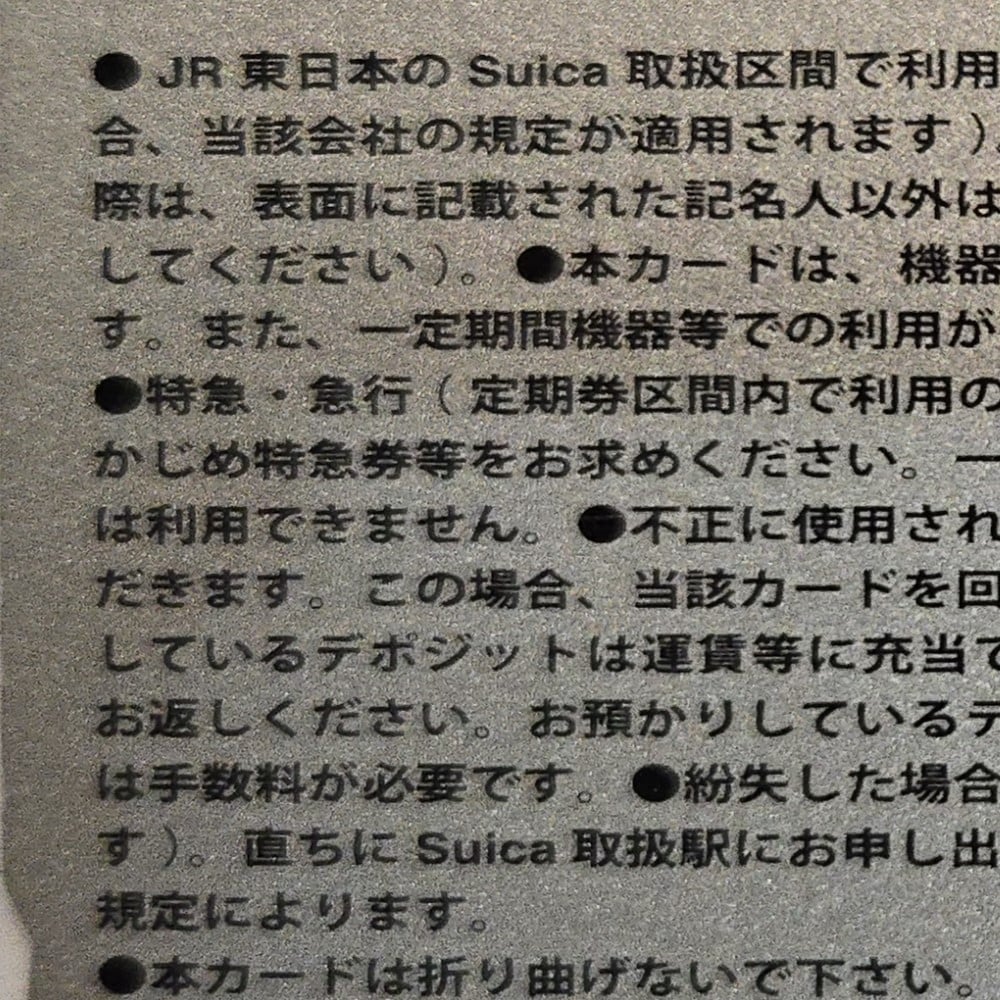 ●JR東日本のSuica取扱区間で利用
合、当該会社の規定が適用されます)。
際は、表面に記載された記名人以外は
してください)。●本カードは、機器
す。また、一定期間機器等での利用が
●特急・急行(定期券区間内で利用の
かじめ特急券等をお求めください。一
は利用できません。●不正に使用され
だきます。この場合、当該カードを回
しているデポジットは運賃等に充当て
お返しください。お預かりしているデ
は手数料が必要です。●紛失した場合
す)。直ちにSuica取扱駅にお申し出
規定によります。
●本カードは折り曲げないで下さい。